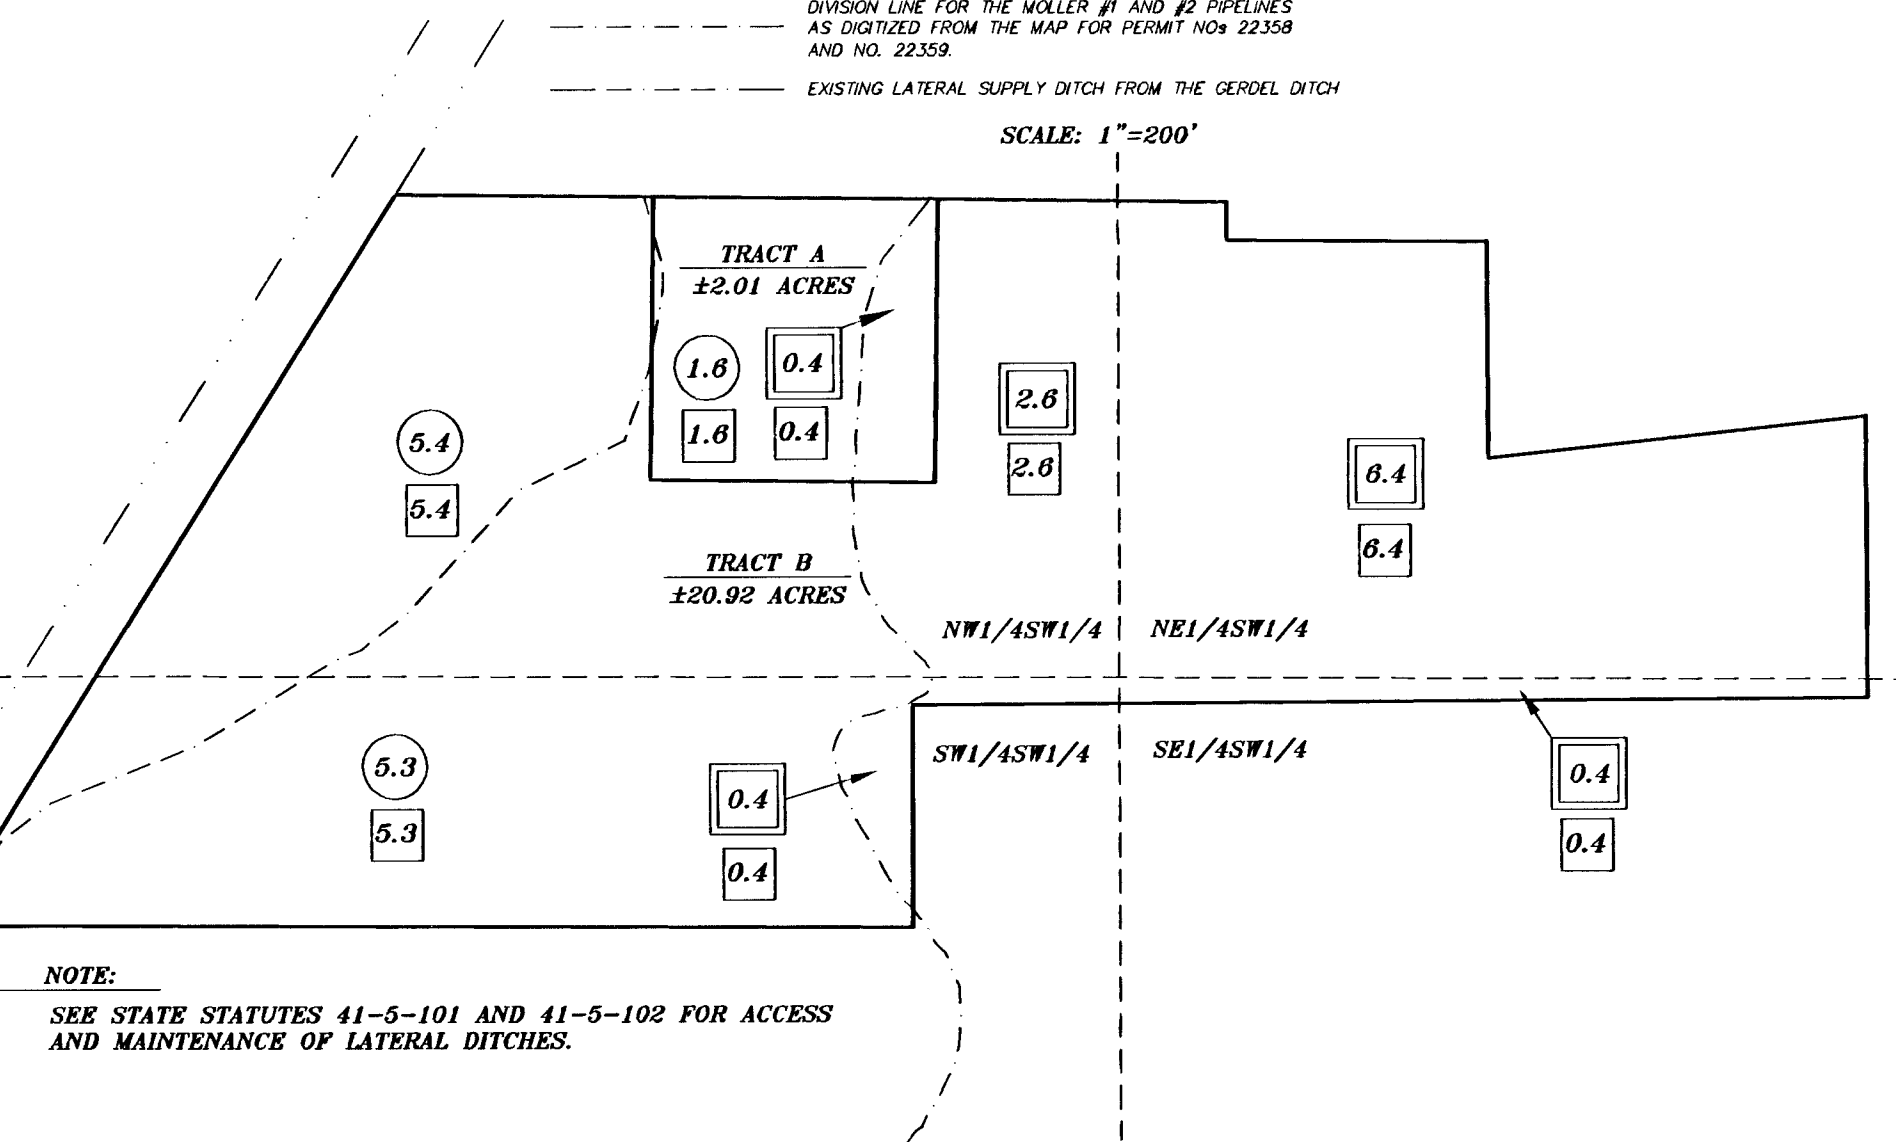 DIVISION LINE FOR THE MOLLER #1 AND #2 PIPELINES
AS DIGITIZED FROM THE MAP FOR PERMIT NOs 22358
AND NO. 22359.
EXISTING LATERAL SUPPLY DITCH FROM THE GERDEL DITCH
SCALE: 1"=200'
TRACT A
±2.01 ACRES
1.6
0.4
1.6
0.4
2.6
2.6
5.4
5.4
6.4
6.4
TRACT B
±20.92 ACRES
NW1/4SW1/4
NE1/4SW1/4
SW1/4SW1/4
SE1/4SW1/4
5.3
5.3
0.4
0.4
0.4
0.4
NOTE:
SEE STATE STATUTES 41-5-101 AND 41-5-102 FOR ACCESS
AND MAINTENANCE OF LATERAL DITCHES.